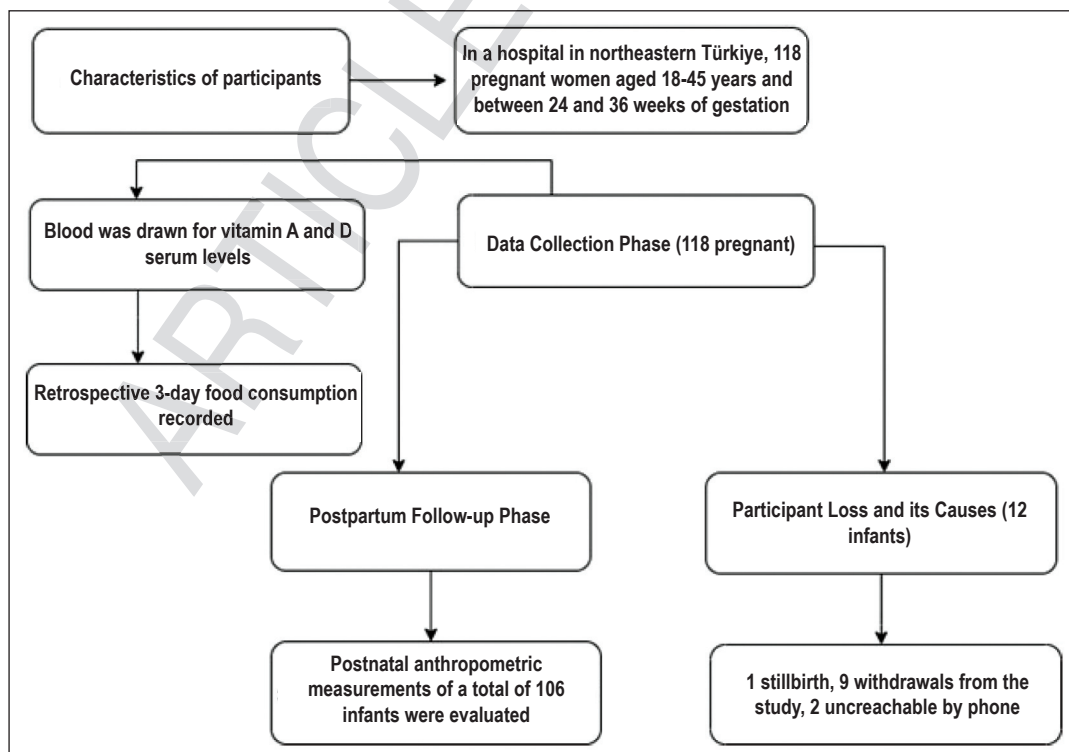 Characteristics of participants
In a hospital in northeastern Türkiye, 118
pregnant women aged 18-45 years and
between 24 and 36 weeks of gestation
Blood was drawn for vitamin A and D
serum levels
Data Collection Phase (118 pregnant)
Retrospective 3-day food consumption
recorded
Postpartum Follow-up Phase
Participant Loss and its Causes (12
infants)
Postnatal anthropometric
measurements of a total of 106
infants were evaluated
1 stillbirth, 9 withdrawals from the
study, 2 uncreachable by phone
ARTICLE